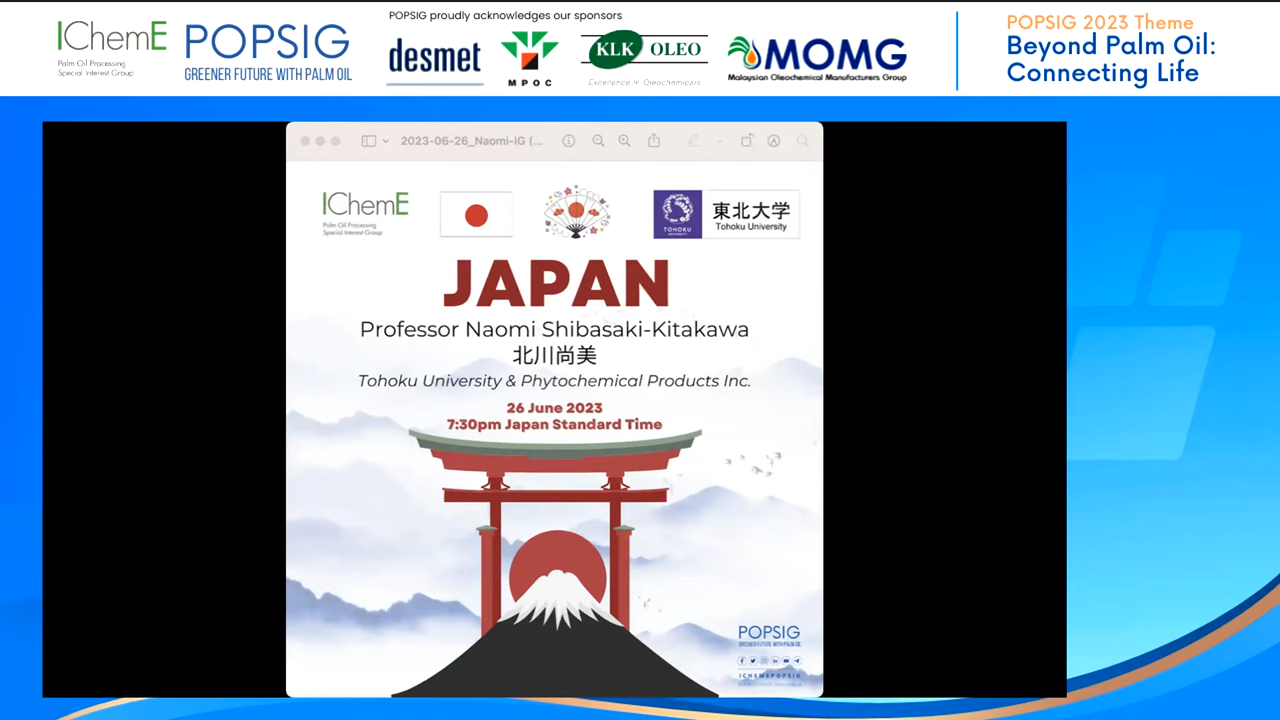 IChemE
Palm Oil Processing
Special Interest Group
POPSIG
GREENER FUTURE WITH PALM OIL
POPSIG proudly acknowledges our sponsors
desmet
MPOC
KLK OLEO
Excellence in Oleochemicals
MOMG
Malaysian Oleochemical Manufacturers Group
POPSIG 2023 Theme
Beyond Palm Oil:
Connecting Life
2023-06-26_Naomi-IG (...
IChemE
Palm Oil Processing
Special Interest Group
TOHOKU
UNIVERSITY
東北大学
Tohoku University
JAPAN
Professor Naomi Shibasaki-Kitakawa
北川尚美
Tohoku University & Phytochemical Products Inc.
26 June 2023
7:30pm Japan Standard Time
POPSIG
GREENER FUTURE WITH PALM OIL
ICHEMEPOPSIG